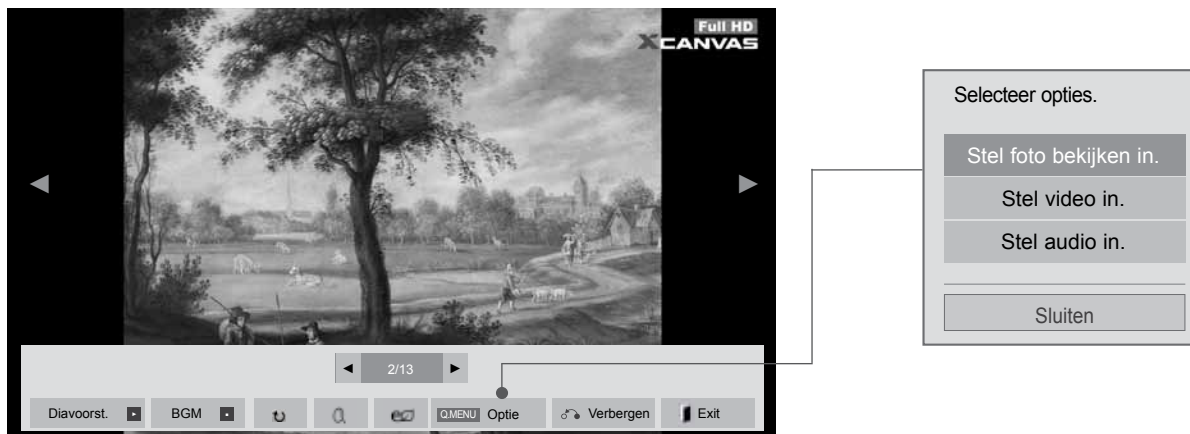 Full HD
XCANVAS
Selecteer opties.
Stel foto bekijken in.
Stel video in.
Stel audio in.
Sluiten
2/13
Diavoorst.
BGM
Q.MENU Optie
Verbergen
Exit